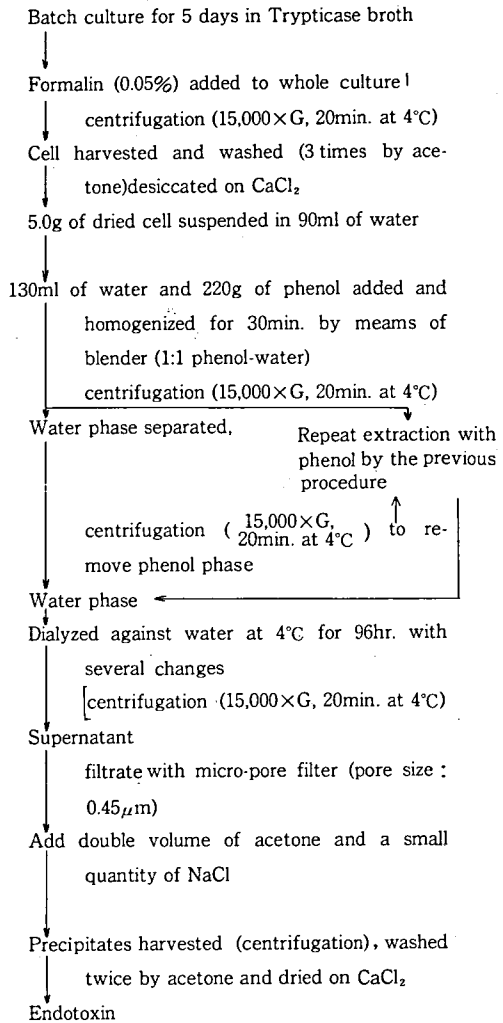 Batch culture for 5 days in Trypticase broth
Formalin (0.05%) added to whole culture
centrifugation (15,000×G, 20min. at 4℃)
Cell harvested and washed (3 times by ace-
tone)desiccated on CaCl₂
5.0g of dried cell suspended in 90ml of water
130ml of water and 220g of phenol added and
homogenized for 30min. by meams of
blender (1:1 phenol-water)
centrifugation (15,000×G, 20min. at 4℃)
Water phase separated,
Repeat extraction with
phenol by the previous
procedure
centrifugation ( 15,000×G,
20min. at 4℃ ) to re-
move phenol phase
Water phase
Dialyzed against water at 4℃ for 96hr. with
several changes
[centrifugation (15,000×G, 20min. at 4℃)
Supernatant
filtrate with micro-pore filter (pore size :
0.45μm)
Add double volume of acetone and a small
quantity of NaCl
Precipitates harvested (centrifugation), washed
twice by acetone and dried on CaCl₂
Endotoxin